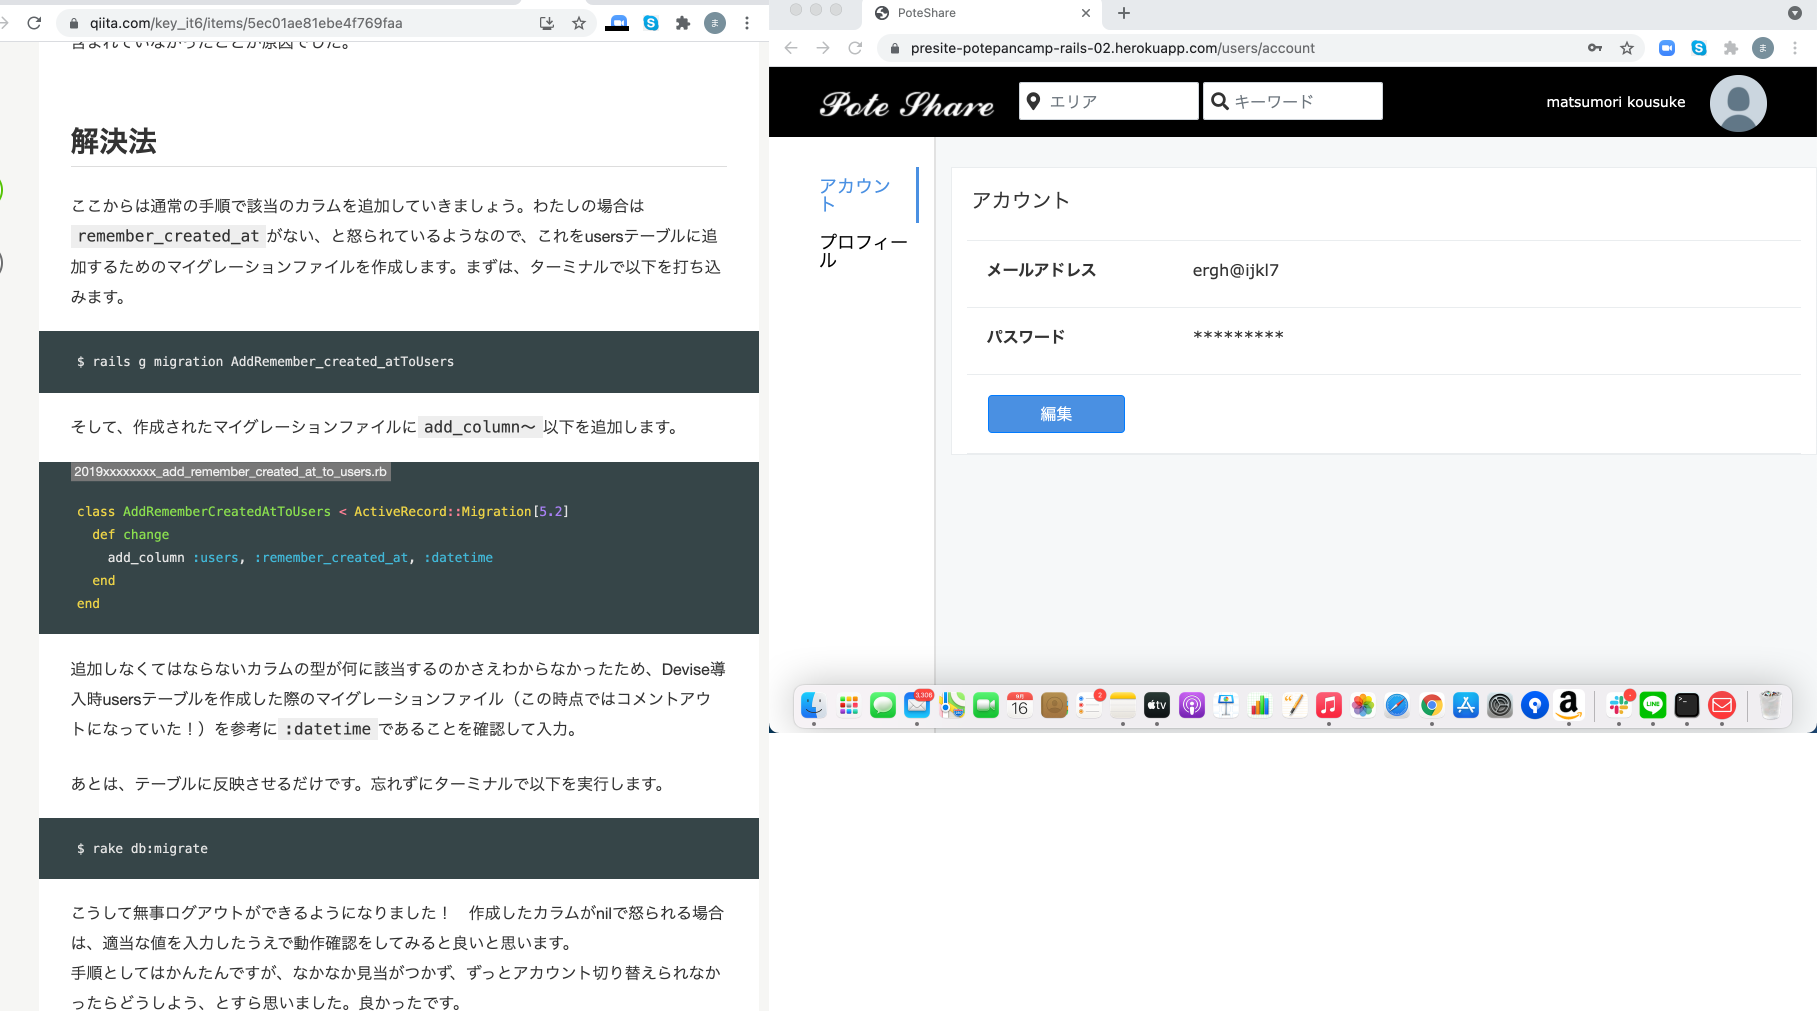 qiita.com/key_it6/items/5ec01ae81ebe4f769faa
ま
含まれていなかったことが原因でした。
解決法
ここからは通常の手順で該当のカラムを追加していきましょう。わたしの場合は
remember_created_at がない、と怒られているようなので、これをusersテーブルに追
加するためのマイグレーションファイルを作成します。まずは、ターミナルで以下を打ち込
みます。
$ rails g migration AddRemember_created_atToUsers
そして、作成されたマイグレーションファイルに add_column〜 以下を追加します。
2019xxxxxxxx_add_remember_created_at_to_users.rb
class AddRememberCreatedAtToUsers < ActiveRecord::Migration[5.2]
def change
add_column :users, :remember_created_at, :datetime
end
end
追加しなくてはならないカラムの型が何に該当するのかさえわからなかったため、Devise導
入時usersテーブルを作成した際のマイグレーションファイル（この時点ではコメントアウ
トになっていた！）を参考に :datetime であることを確認して入力。
あとは、テーブルに反映させるだけです。忘れずにターミナルで以下を実行します。
$ rake db:migrate
こうして無事ログアウトができるようになりました！　作成したカラムがnilで怒られる場合
は、適当な値を入力したうえで動作確認をしてみると良いと思います。
手順としてはかんたんですが、なかなか見当がつかず、ずっとアカウント切り替えられなか
ったらどうしよう、とすら思いました。良かったです。
PoteShare
presite-potepancamp-rails-02.herokuapp.com/users/account
ま
Pote Share
エリア
キーワード
matsumori kousuke
アカウン
ト
プロフィー
ル
アカウント
メールアドレス ergh@ijkl7
パスワード *********
編集
3,306
16
2
tv
LINE